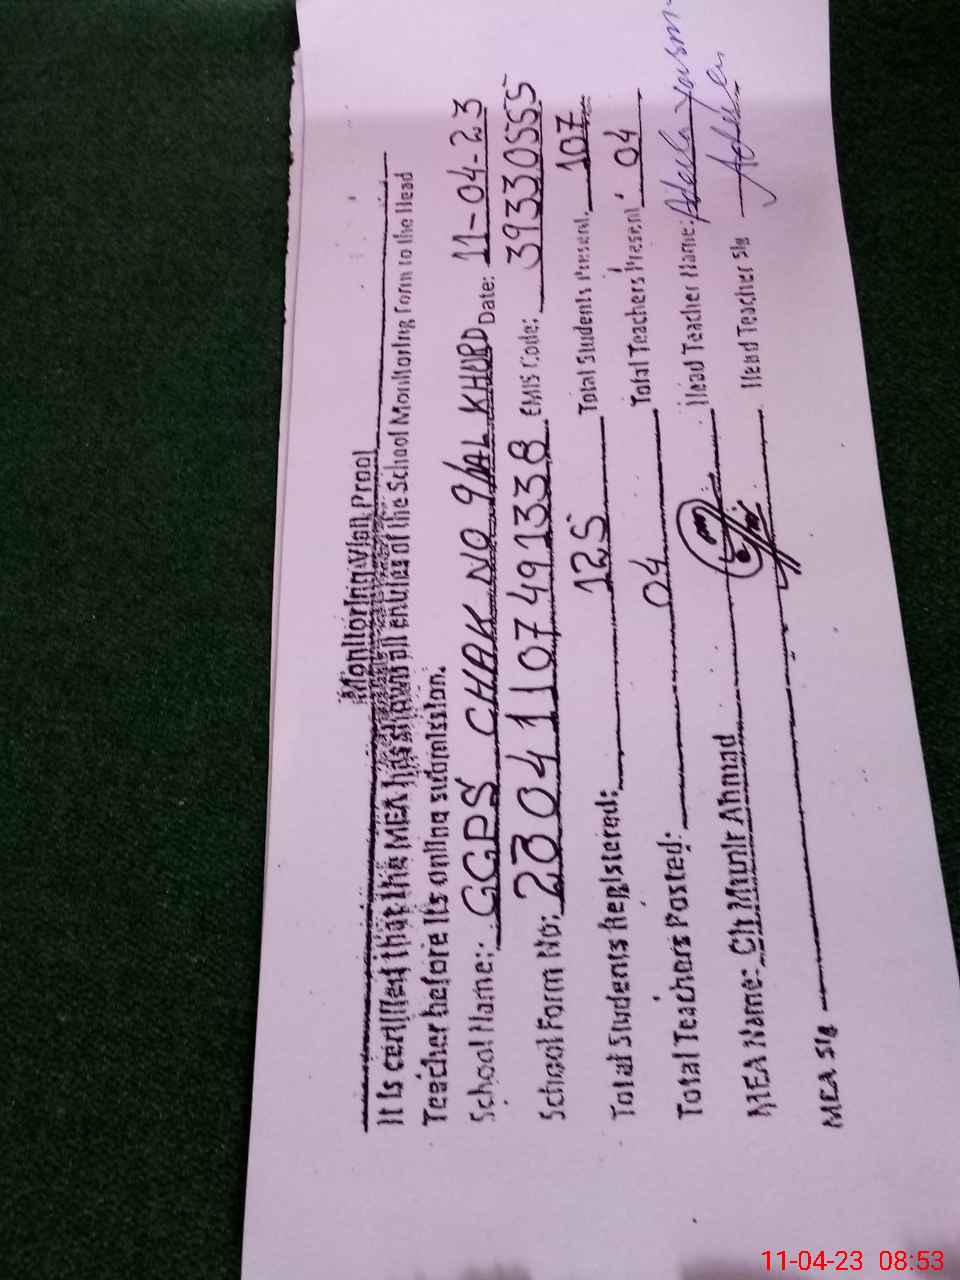 Monitoring Visit Proof
It is certified that the MEA has shown all entries of the School Monitoring Form to the Head
Teacher before its online submission.
School Name: GGPS CHAK NO 9/AL KHURD Date: 11-04-23
School Form No: 23041107491338 EMIS Code: 39330555
Total Students Registered: 125 Total Students Present. 107
Total Teachers Posted: 04 Total Teachers Present 04
MEA Name: Ch Munir Ahmad Head Teacher Name: Adeela
MEA Sig Head Teacher Sig
11-04-23 08:53